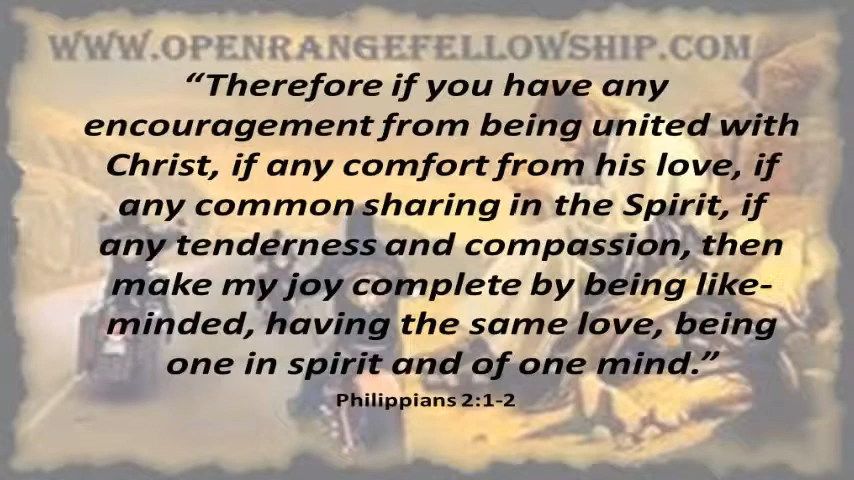 WWW.OPENRANGEFELLOWSHIP.COM
“Therefore if you have any
encouragement from being united with
Christ, if any comfort from his love, if
any common sharing in the Spirit, if
any tenderness and compassion, then
make my joy complete by being like-
minded, having the same love, being
one in spirit and of one mind.”
Philippians 2:1-2